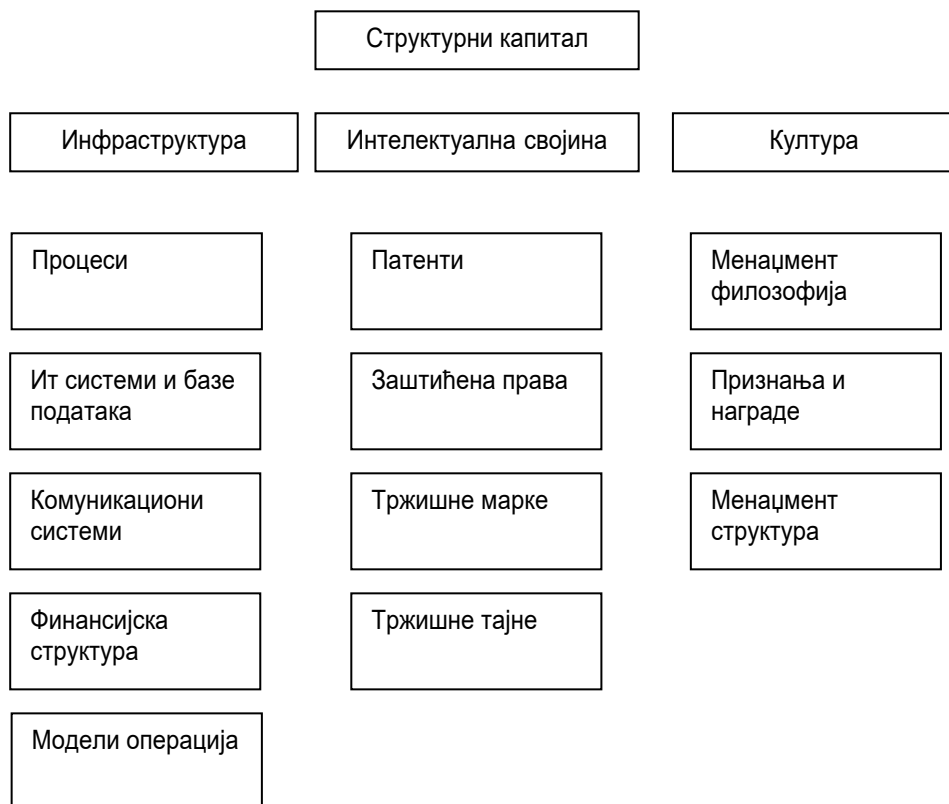 Структурни капитал
Инфраструктура
Интелектуална својина
Култура
Процеси
Патенти
Менаџмент
филозофија
Ит системи и базе
података
Заштићена права
Признања и
награде
Комуникациони
системи
Тржишне марке
Менаџмент
структура
Финансијска
структура
Тржишне тајне
Модели операција